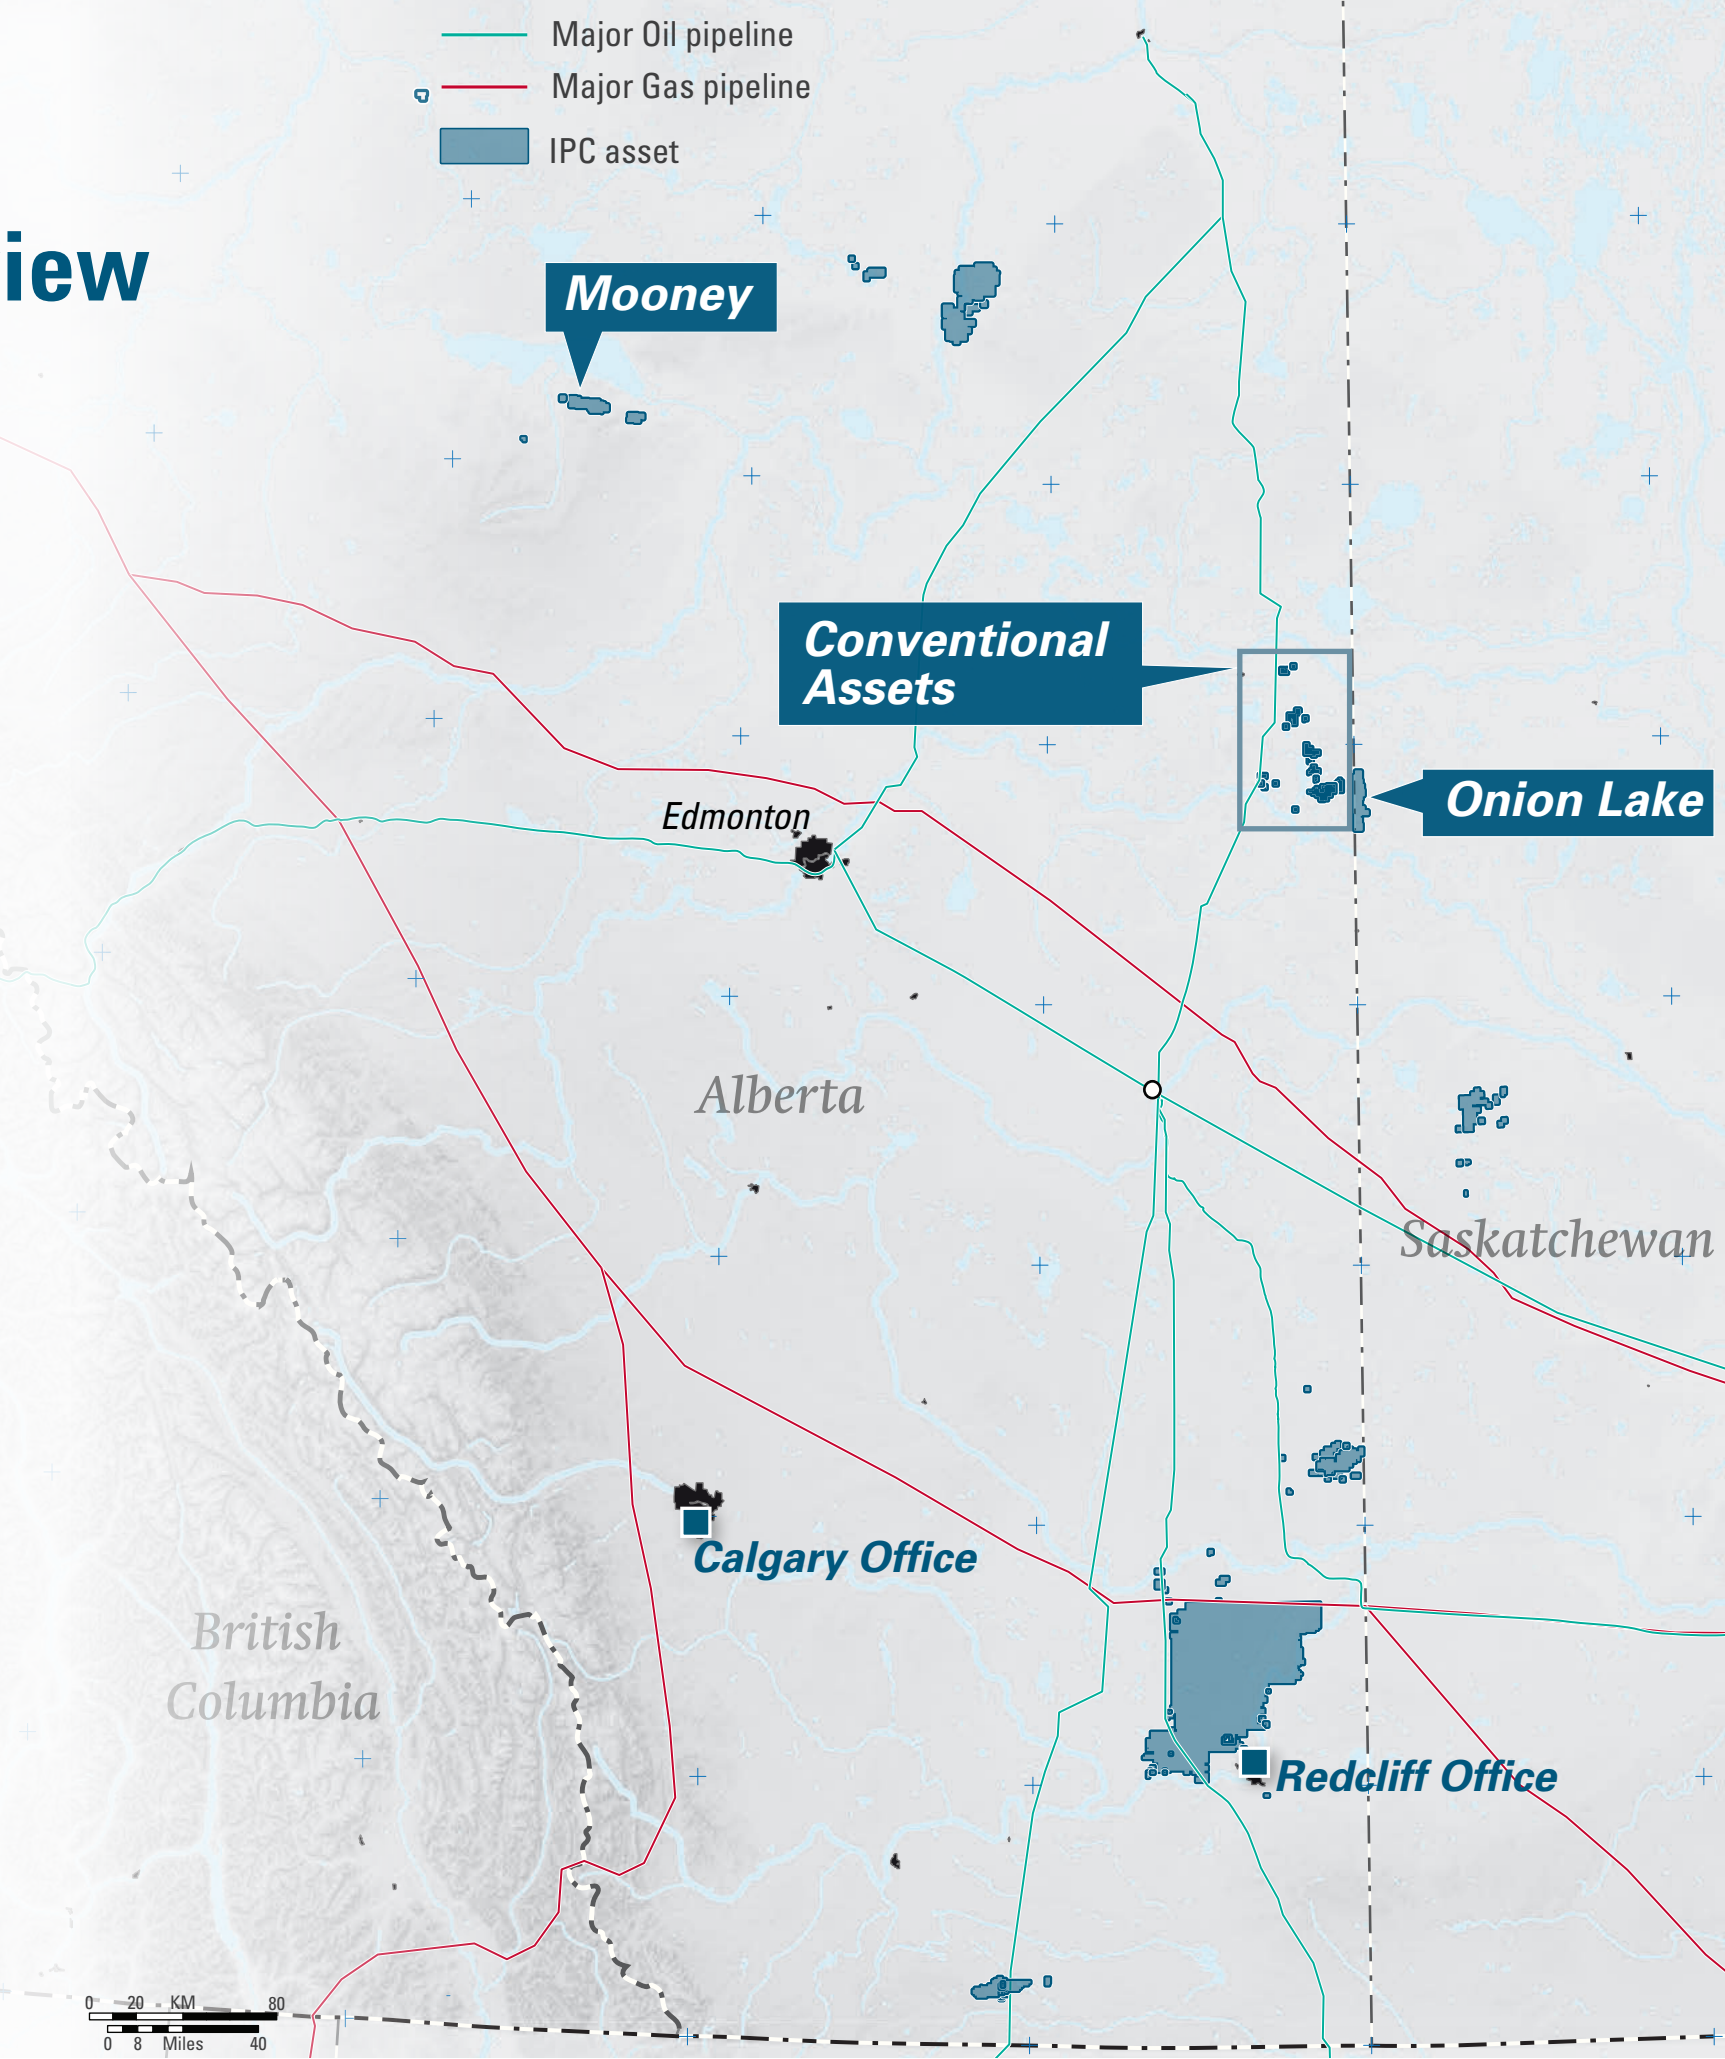 Major Oil pipeline
Major Gas pipeline
IPC asset
iew
Mooney
Conventional
Assets
Onion Lake
Edmonton
Alberta
Saskatchewan
Calgary Office
British
Columbia
Redcliff Office
0 20 KM 80
0 8 Miles 40